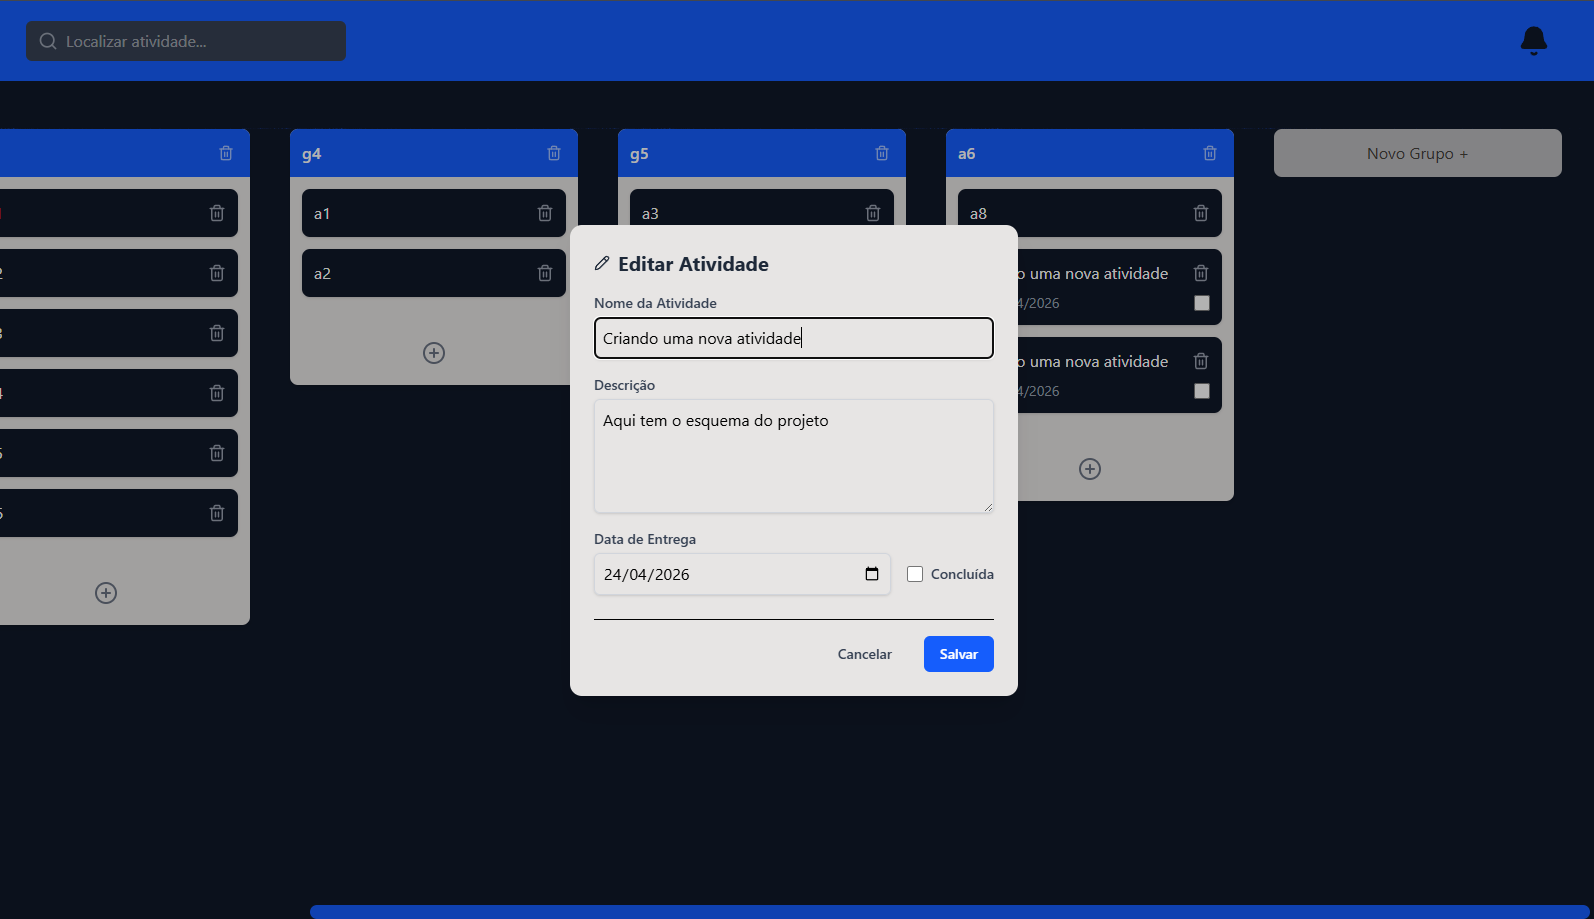 Localizar atividade...
g4
g5
a6
Novo Grupo +
a1
a3
a8
a2
uma nova atividade
/2026
uma nova atividade
/2026
Editar Atividade
Nome da Atividade
Criando uma nova atividade
Descrição
Aqui tem o esquema do projeto
Data de Entrega
24/04/2026
Concluída
Cancelar
Salvar